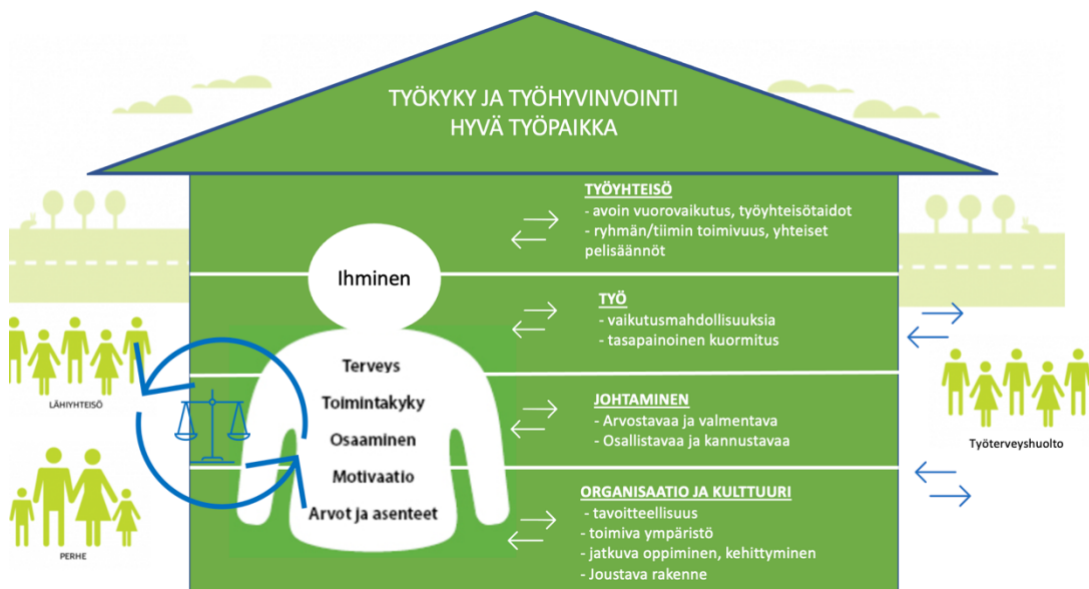 TYÖKYKY JA TYÖHYVINVOINTI
HYVÄ TYÖPAIKKA
TYÖYHTEISÖ
- avoin vuorovaikutus, työyhteisötaidot
- ryhmän/tiimin toimivuus, yhteiset
pelisäännöt
Ihminen
TYÖ
- vaikutusmahdollisuuksia
- tasapainoinen kuormitus
Terveys
Toimintakyky
Osaaminen
Motivaatio
Arvot ja asenteet
JOHTAMINEN
- Arvostavaa ja valmentava
- Osallistavaa ja kannustavaa
ORGANISAATIO JA KULTTUURI
- tavoitteellisuus
- toimiva ympäristö
- jatkuva oppiminen, kehittyminen
- Joustava rakenne
LÄHIYHTEISÖ
PERHE
Työterveyshuolto